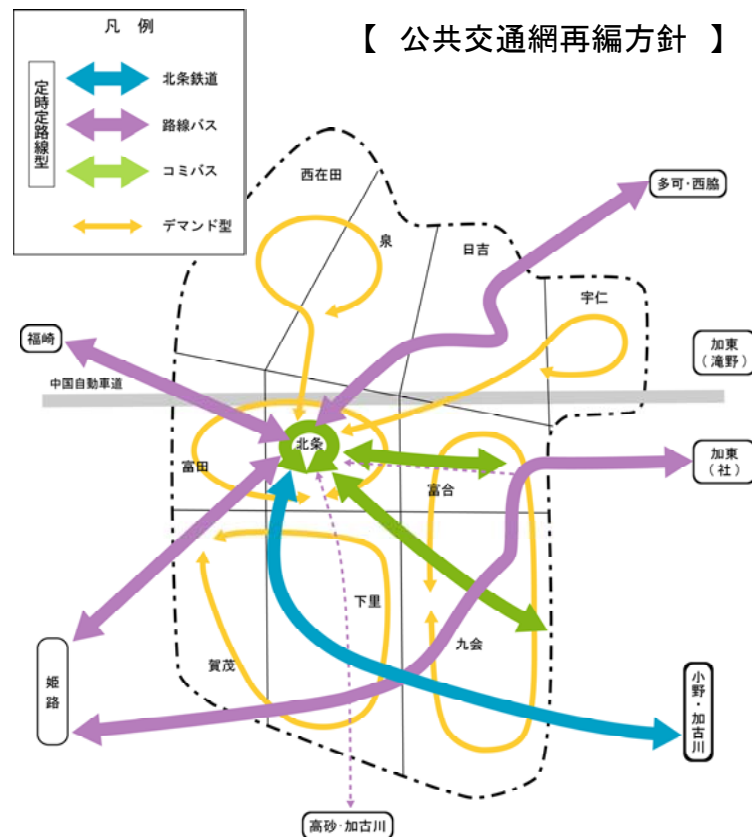 凡 例
【 公共交通網再編方針 】
定時定路線型
北条鉄道
路線バス
コミバス
デマンド型
西在田
泉
日吉
多可・西脇
宇仁
福崎
加東
（滝野）
中国自動車道
北条
富田
富合
加東
（社）
下里
賀茂
九会
姫路
小野・加古川
高砂・加古川